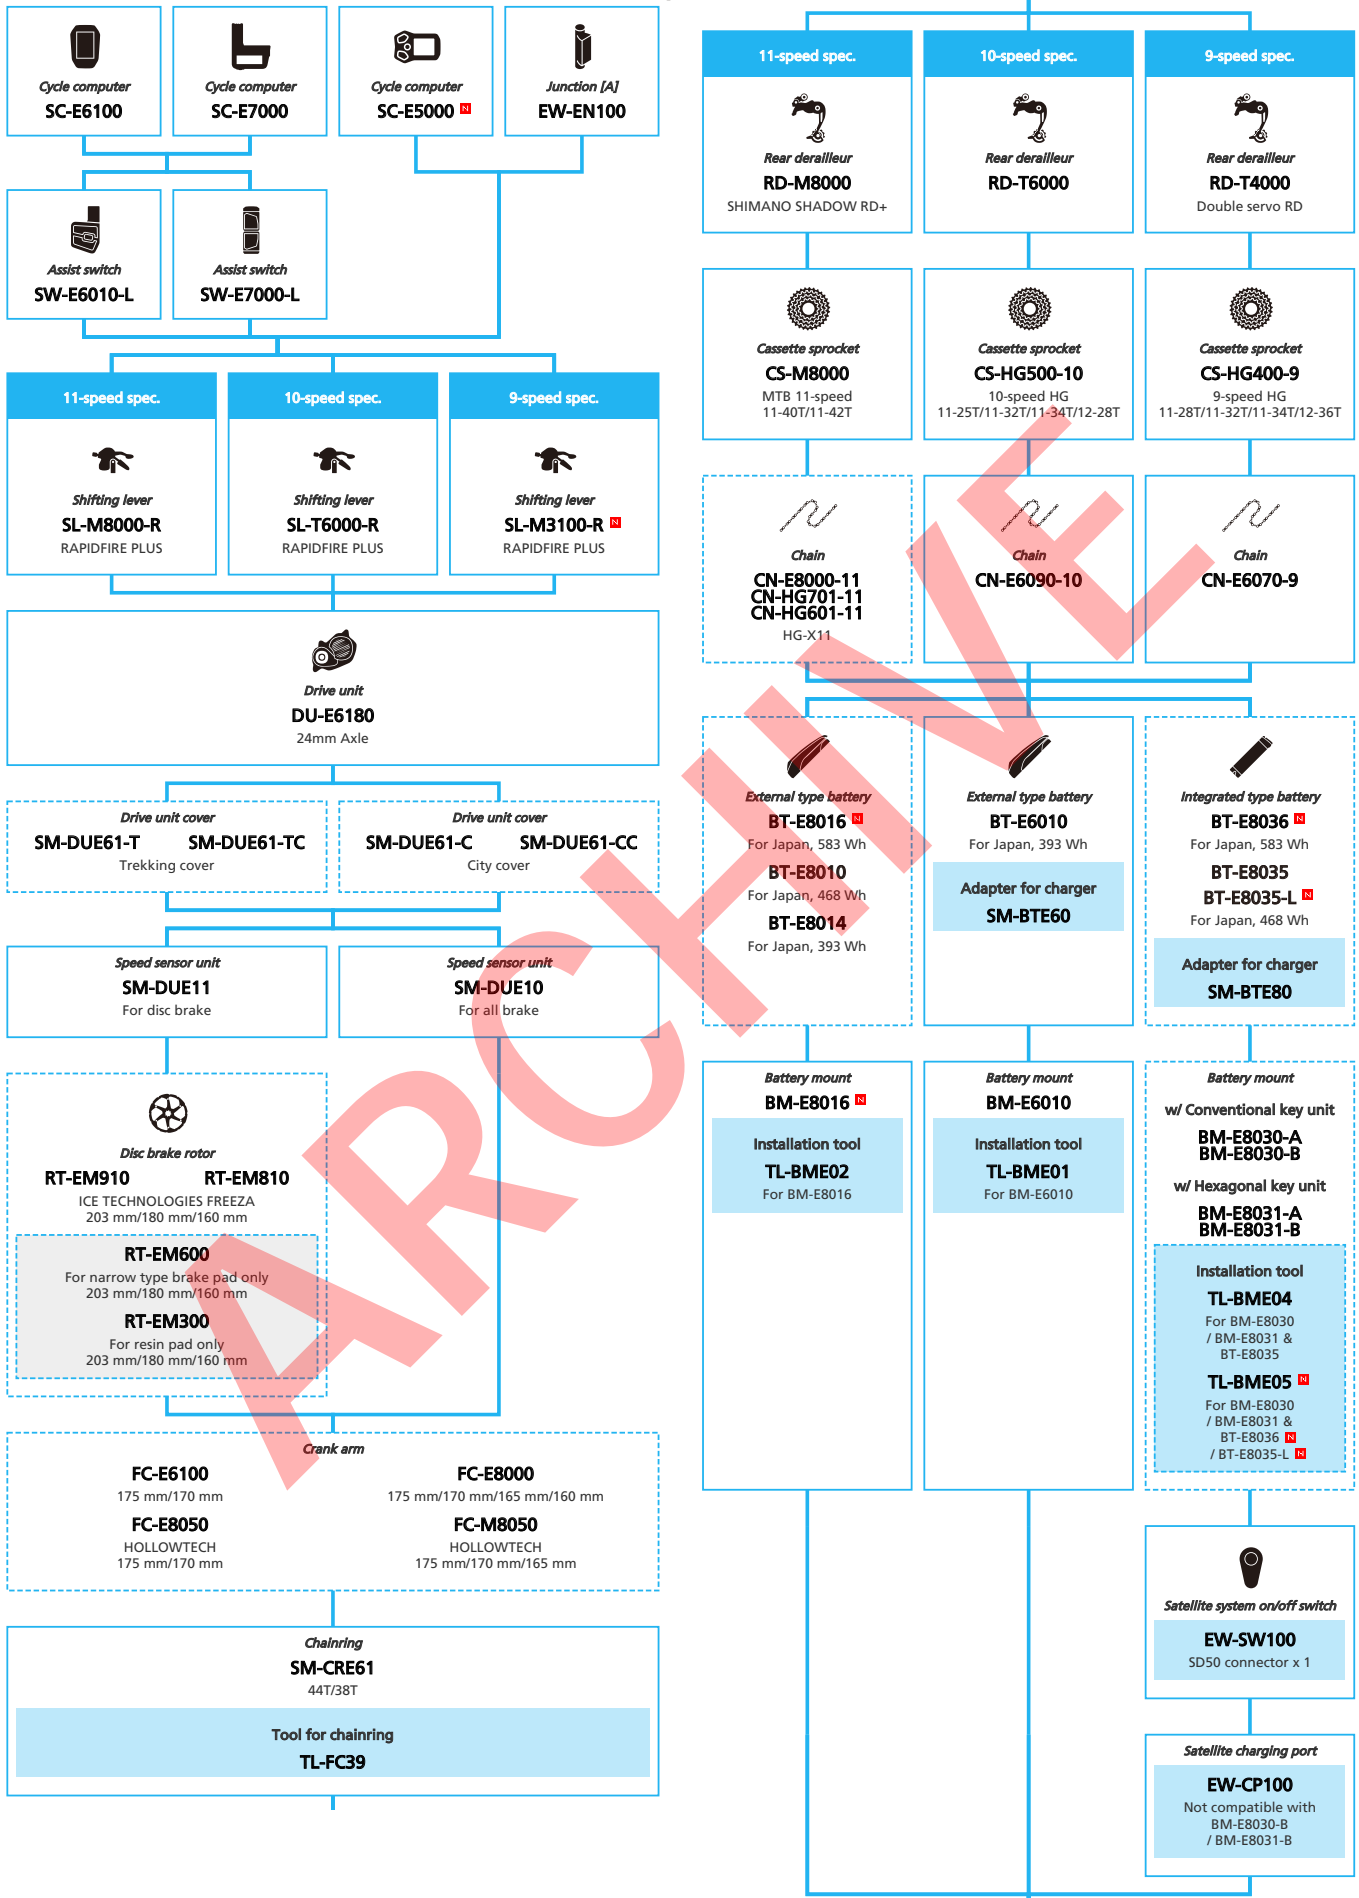 Cycle computer
SC-E6100
Cycle computer
SC-E7000
Cycle computer
SC-E5000 N
Junction [A]
EW-EN100
Assist switch
SW-E6010-L
Assist switch
SW-E7000-L
11-speed spec.
Shifting lever
SL-M8000-R
RAPIDFIRE PLUS
10-speed spec.
Shifting lever
SL-T6000-R
RAPIDFIRE PLUS
9-speed spec.
Shifting lever
SL-M3100-R N
RAPIDFIRE PLUS
Drive unit
DU-E6180
24mm Axle
Drive unit cover
SM-DUE61-T SM-DUE61-TC
Trekking cover
Drive unit cover
SM-DUE61-C SM-DUE61-CC
City cover
Speed sensor unit
SM-DUE11
For disc brake
Speed sensor unit
SM-DUE10
For all brake
Disc brake rotor
RT-EM910 RT-EM810
ICE TECHNOLOGIES FREEZA
203 mm/180 mm/160 mm
RT-EM600
For narrow type brake pad only
203 mm/180 mm/160 mm
RT-EM300
For resin pad only
203 mm/180 mm/160 mm
Crank arm
FC-E6100
175 mm/170 mm
FC-E8000
175 mm/170 mm/165 mm/160 mm
FC-E8050
HOLLOWTECH
175 mm/170 mm
FC-M8050
HOLLOWTECH
175 mm/170 mm/165 mm
Chainring
SM-CRE61
44T/38T
Tool for chainring
TL-FC39
11-speed spec.
Rear derailleur
RD-M8000
SHIMANO SHADOW RD+
10-speed spec.
Rear derailleur
RD-T6000
9-speed spec.
Rear derailleur
RD-T4000
Double servo RD
Cassette sprocket
CS-M8000
MTB 11-speed
11-40T/11-42T
Cassette sprocket
CS-HG500-10
10-speed HG
11-25T/11-32T/11-34T/12-28T
Cassette sprocket
CS-HG400-9
9-speed HG
11-28T/11-32T/11-34T/12-36T
Chain
CN-E8000-11
CN-HG701-11
CN-HG601-11
HG-X11
Chain
CN-E6090-10
Chain
CN-E6070-9
External type battery
BT-E8016 N
For Japan, 583 Wh
BT-E8010
For Japan, 468 Wh
BT-E8014
For Japan, 393 Wh
External type battery
BT-E6010
For Japan, 393 Wh
Adapter for charger
SM-BTE60
Integrated type battery
BT-E8036 N
For Japan, 583 Wh
BT-E8035
BT-E8035-L N
For Japan, 468 Wh
Adapter for charger
SM-BTE80
Battery mount
BM-E8016 N
Installation tool
TL-BME02
For BM-E8016
Battery mount
BM-E6010
Installation tool
TL-BME01
For BM-E6010
Battery mount
w/ Conventional key unit
BM-E8030-A
BM-E8030-B
w/ Hexagonal key unit
BM-E8031-A
BM-E8031-B
Installation tool
TL-BME04
For BM-E8030
/ BM-E8031 &
BT-E8035
TL-BME05 N
For BM-E8030
/ BM-E8031 &
BT-E8036 N
/ BT-E8035-L N
Satellite system on/off switch
EW-SW100
SD50 connector x 1
Satellite charging port
EW-CP100
Not compatible with
BM-E8030-B
/ BM-E8031-B
ARCHIVE